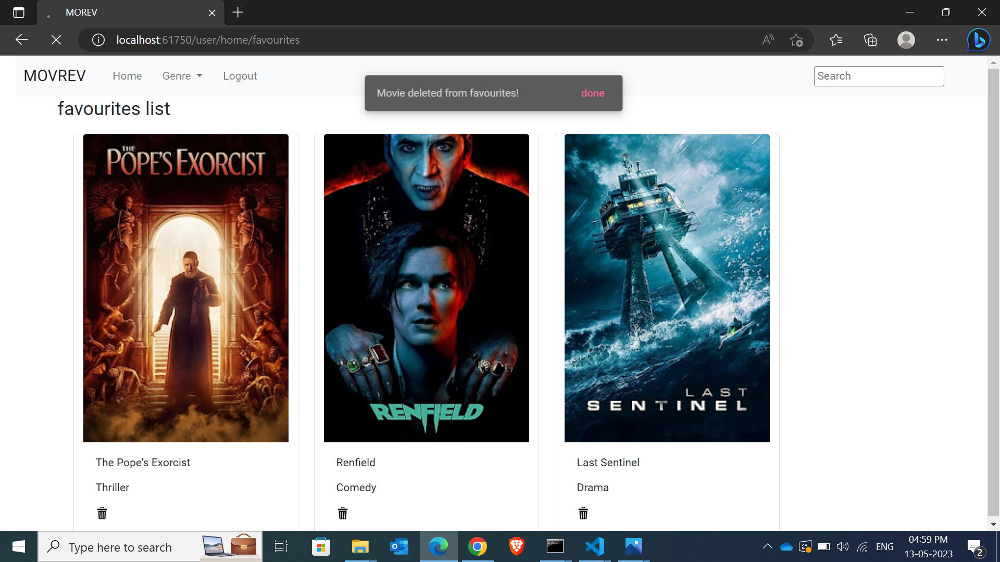 MOREV
localhost:61750/user/home/favourites
MOVREV Home Genre Logout Search
Movie deleted from favourites! done
favourites list
THE
POPE'S EXORCIST
RENFIELD
LAST
SENTINEL
The Pope's Exorcist
Thriller
Renfield
Comedy
Last Sentinel
Drama
Type here to search
ENG
04:59 PM
13-05-2023
2